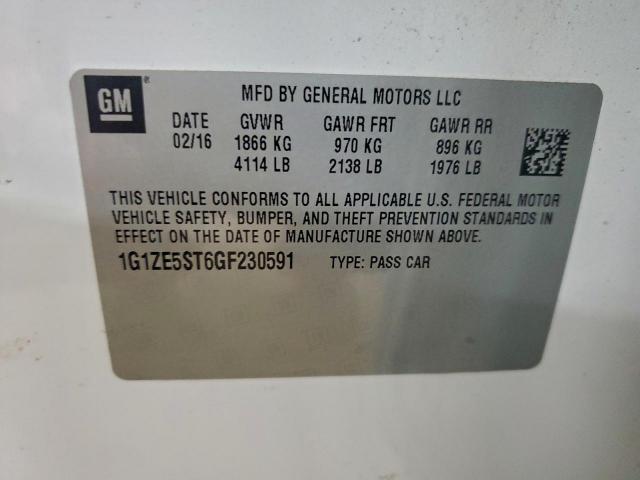 GM
MFD BY GENERAL MOTORS LLC
DATE GVWR GAWR FRT GAWR RR
02/16 1866 KG 970 KG 896 KG
4114 LB 2138 LB 1976 LB
THIS VEHICLE CONFORMS TO ALL APPLICABLE U.S. FEDERAL MOTOR
VEHICLE SAFETY, BUMPER, AND THEFT PREVENTION STANDARDS IN
EFFECT ON THE DATE OF MANUFACTURE SHOWN ABOVE.
1G1ZE5ST6GF230591 TYPE: PASS CAR